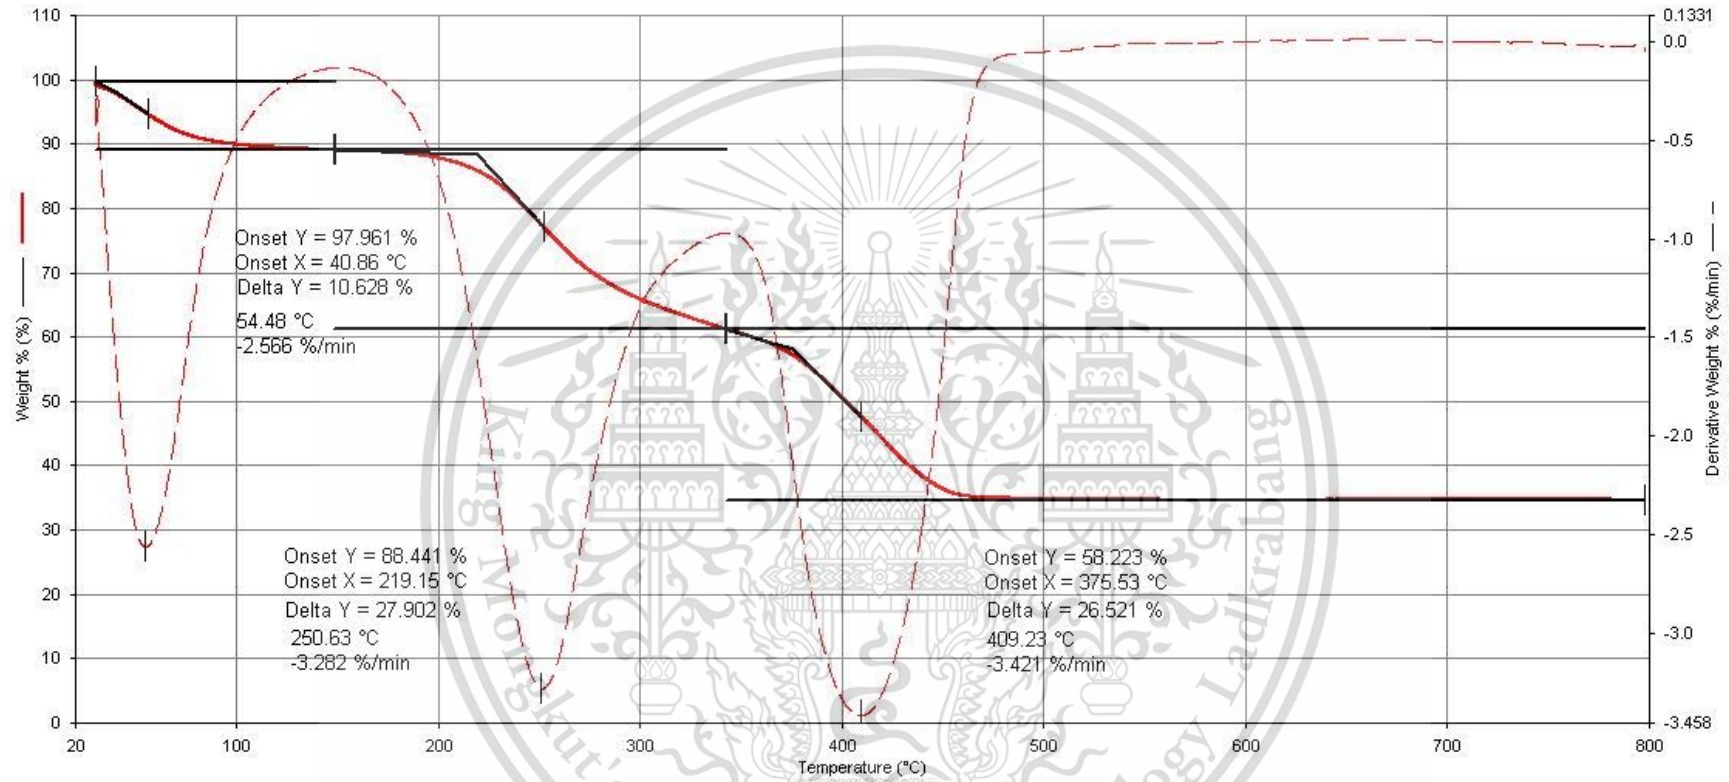 110
100
90
80
70
60
50
40
30
20
10
0
Weight % (%)
Onset Y = 97.961 %
Onset X = 40.86 °C
Delta Y = 10.628 %
54.48 °C
-2.566 %/min
Onset Y = 88.441 %
Onset X = 219.15 °C
Delta Y = 27.902 %
250.63 °C
-3.282 %/min
Onset Y = 58.223 %
Onset X = 375.53 °C
Delta Y = 26.521 %
409.23 °C
-3.421 %/min
0.1331
0.0
-0.5
-1.0
-1.5
-2.0
-2.5
-3.0
-3.458
Derivative Weight % (%/min)
20 100 200 300 400 500 600 700 800
Temperature (°C)
King Mongkut's
ology Ladkrabang